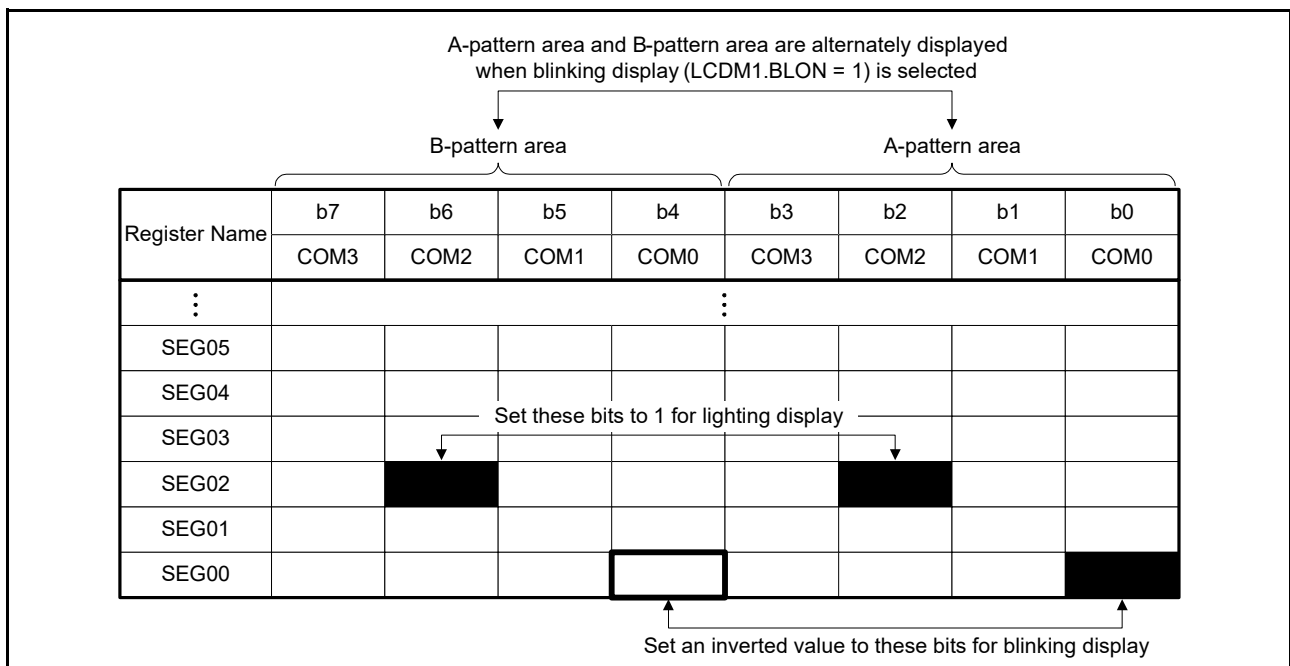 A-pattern area and B-pattern area are alternately displayed
when blinking display (LCDM1.BLON = 1) is selected
B-pattern area A-pattern area
Register Name b7 b6 b5 b4 b3 b2 b1 b0
COM3 COM2 COM1 COM0 COM3 COM2 COM1 COM0
⋮ ⋮
SEG05
SEG04
Set these bits to 1 for lighting display
SEG03
SEG02
SEG01
SEG00
Set an inverted value to these bits for blinking display